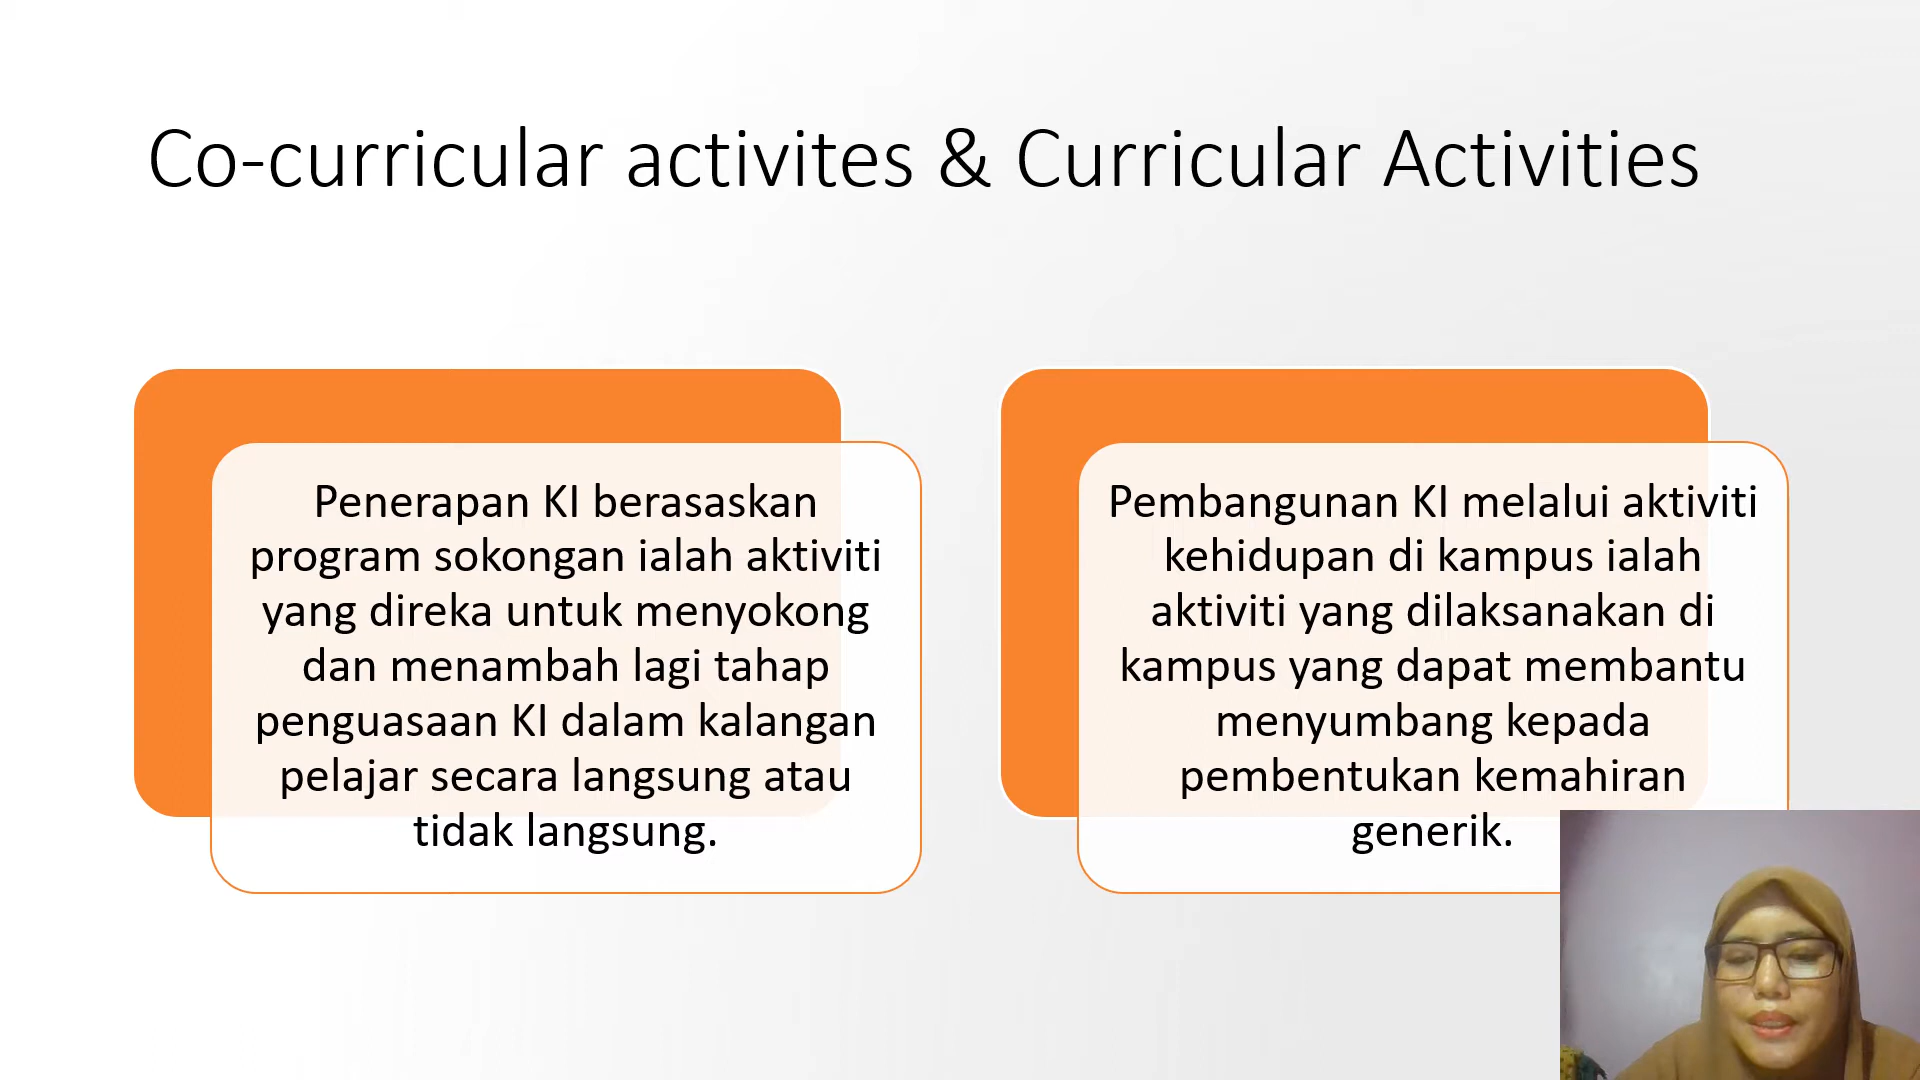 Co-curricular activites & Curricular Activities
Penerapan KI berasaskan
program sokongan ialah aktiviti
yang direka untuk menyokong
dan menambah lagi tahap
penguasaan KI dalam kalangan
pelajar secara langsung atau
tidak langsung.
Pembangunan KI melalui aktiviti
kehidupan di kampus ialah
aktiviti yang dilaksanakan di
kampus yang dapat membantu
menyumbang kepada
pembentukan kemahiran
generik.